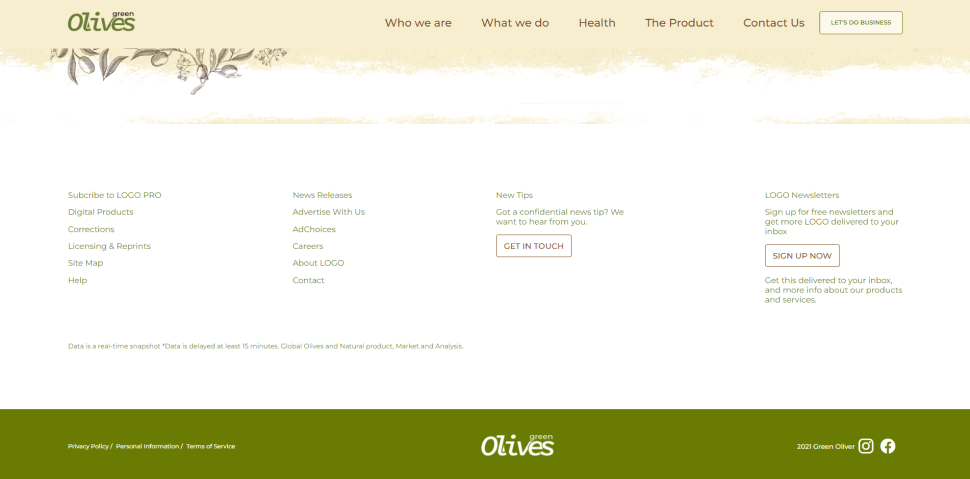 green
Olives
Who we are
What we do
Health
The Product
Contact Us
LET'S DO BUSINESS
Subcribe to LOGO PRO
Digital Products
Corrections
Licensing & Reprints
Site Map
Help
News Releases
Advertise With Us
AdChoices
Careers
About LOGO
Contact
New Tips
Got a confidential news tip? We
want to hear from you.
GET IN TOUCH
LOGO Newsletters
Sign up for free newsletters and
get more LOGO delivered to your
inbox
SIGN UP NOW
Get this delivered to your inbox,
and more info about our products
and services.
Data is a real-time snapshot *Data is delayed at least 15 minutes. Global Olives and Natural product, Market and Analysis.
Privacy Policy / Personal Information / Terms of Service
green
Olives
2021 Green Oliver